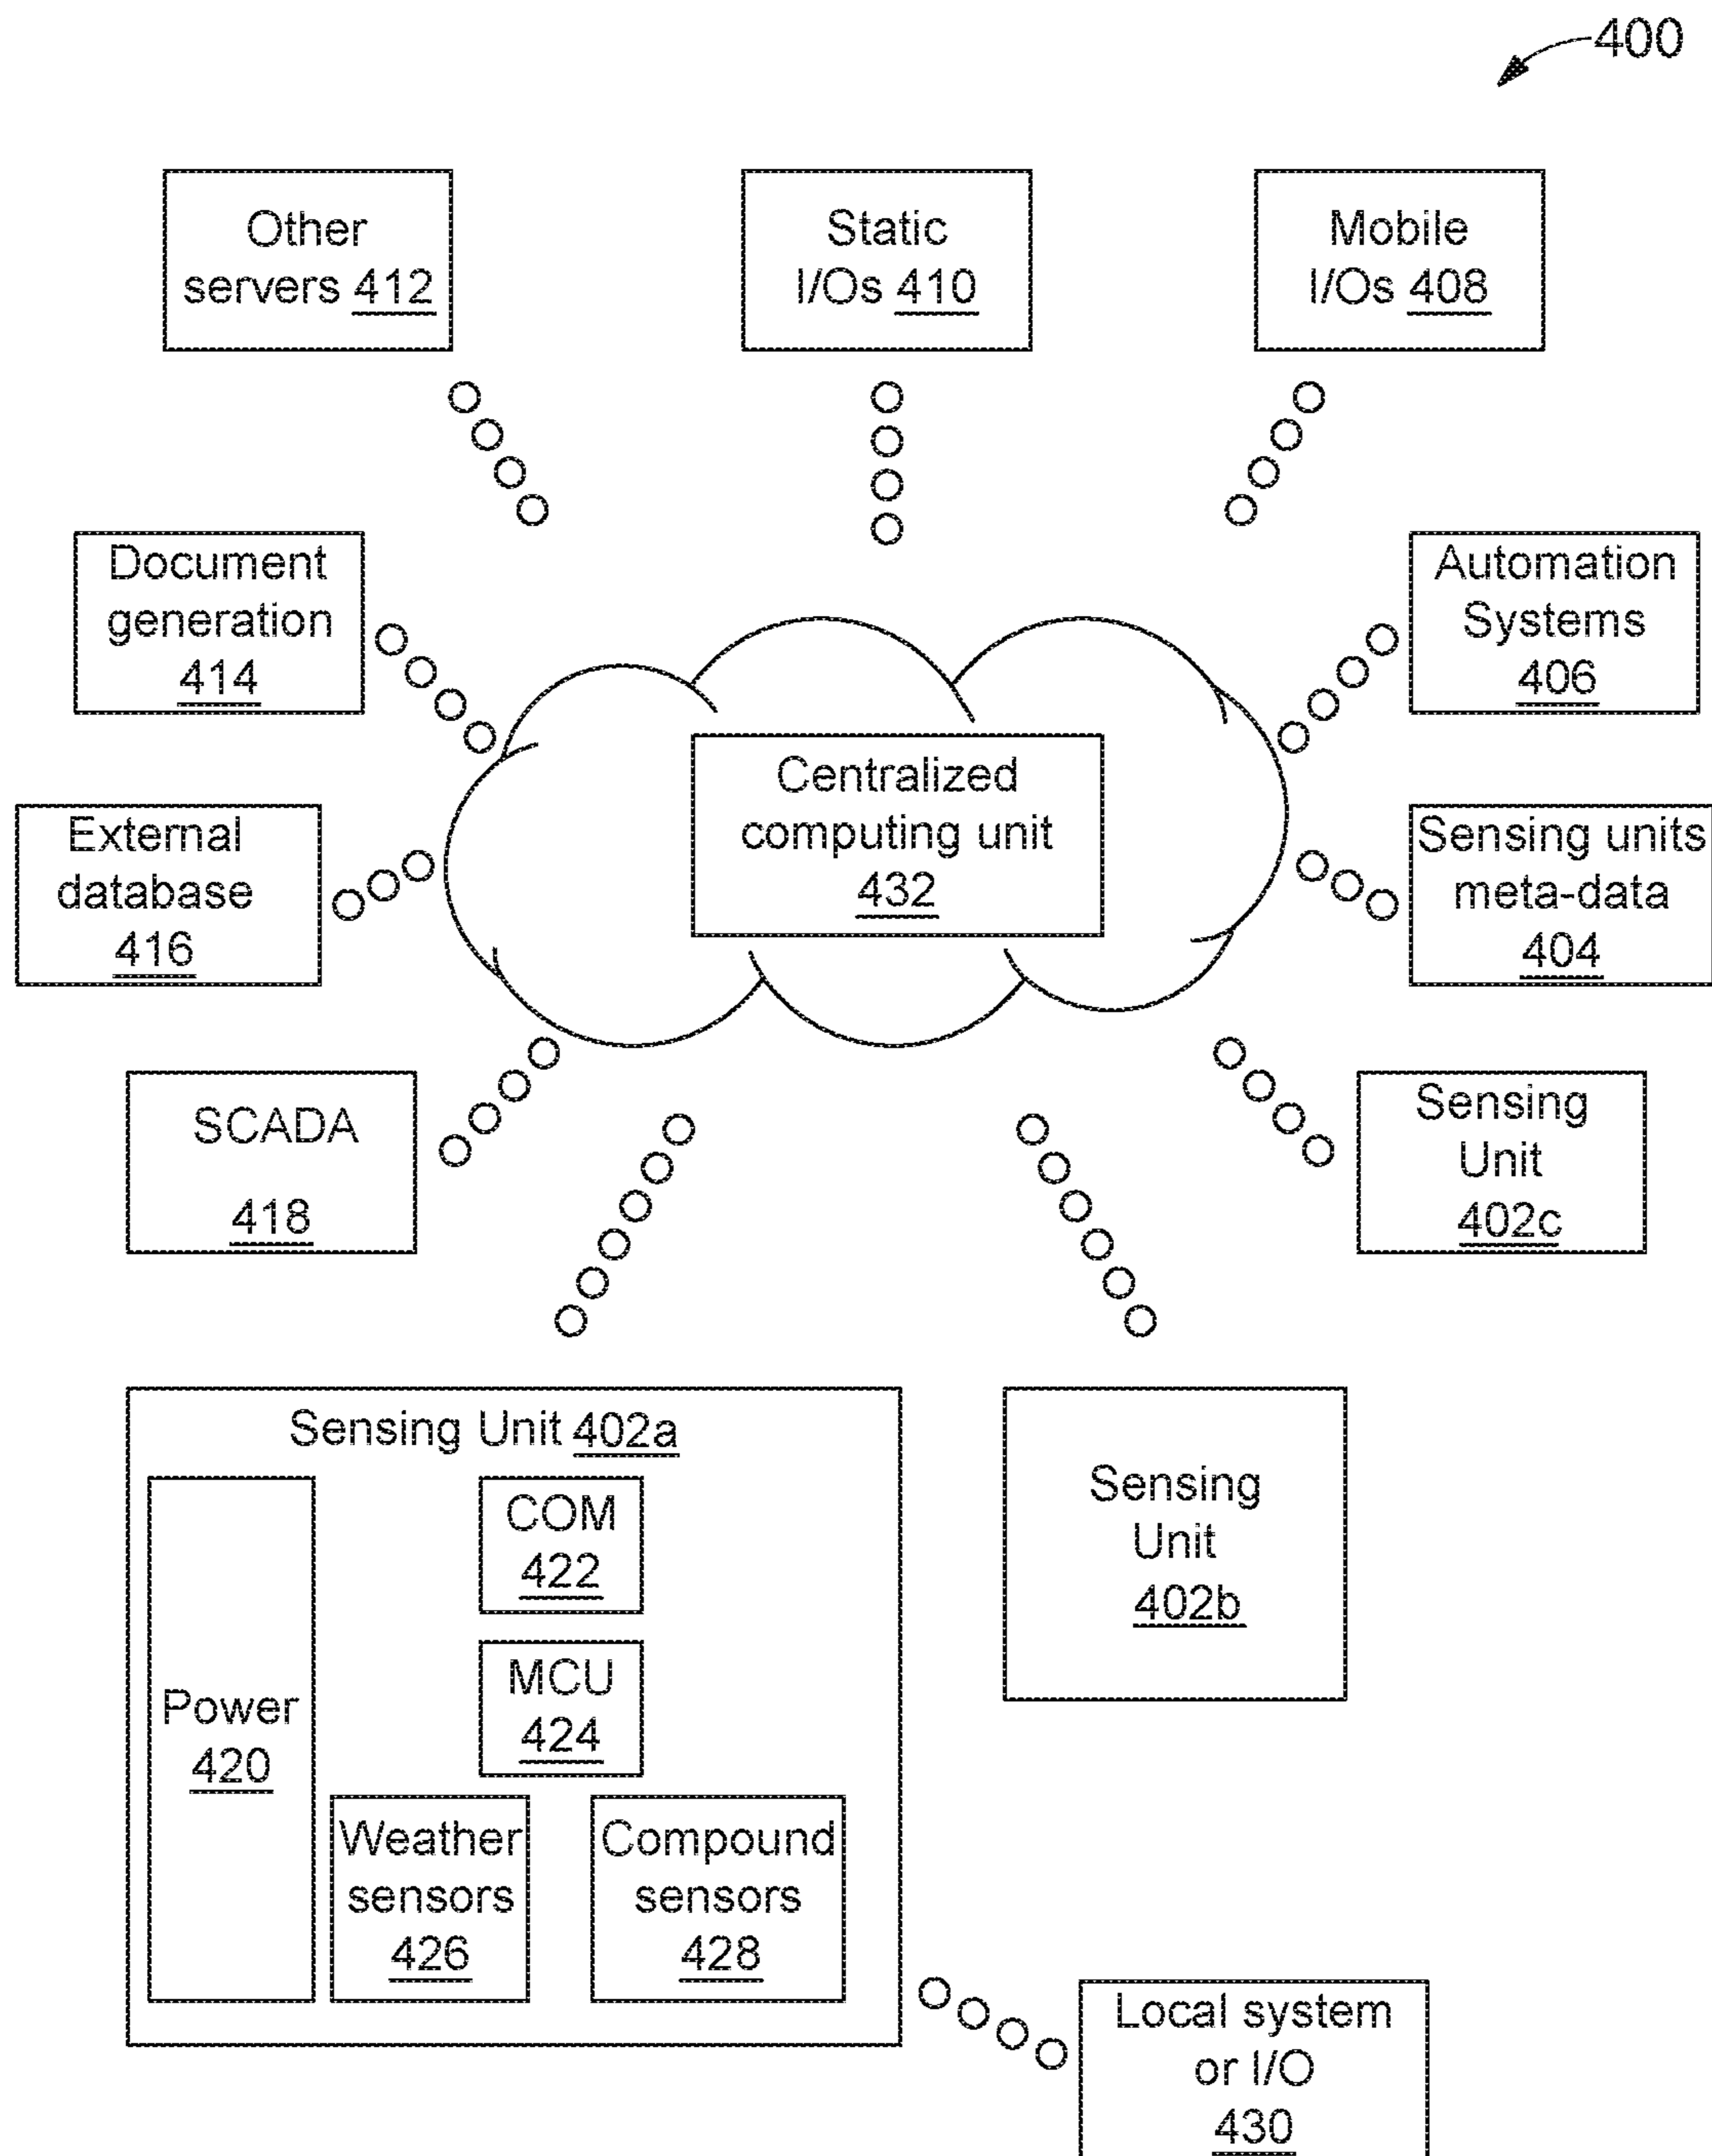 400
Other
servers 412
Static
I/Os 410
Mobile
I/Os 408
Document
generation
414
Automation
Systems
406
Centralized
computing unit
432
External
database
416
Sensing units
meta-data
404
SCADA
418
Sensing
Unit
402c
Sensing Unit 402a
Power
420
COM
422
MCU
424
Weather
sensors
426
Compound
sensors
428
Sensing
Unit
402b
Local system
or I/O
430